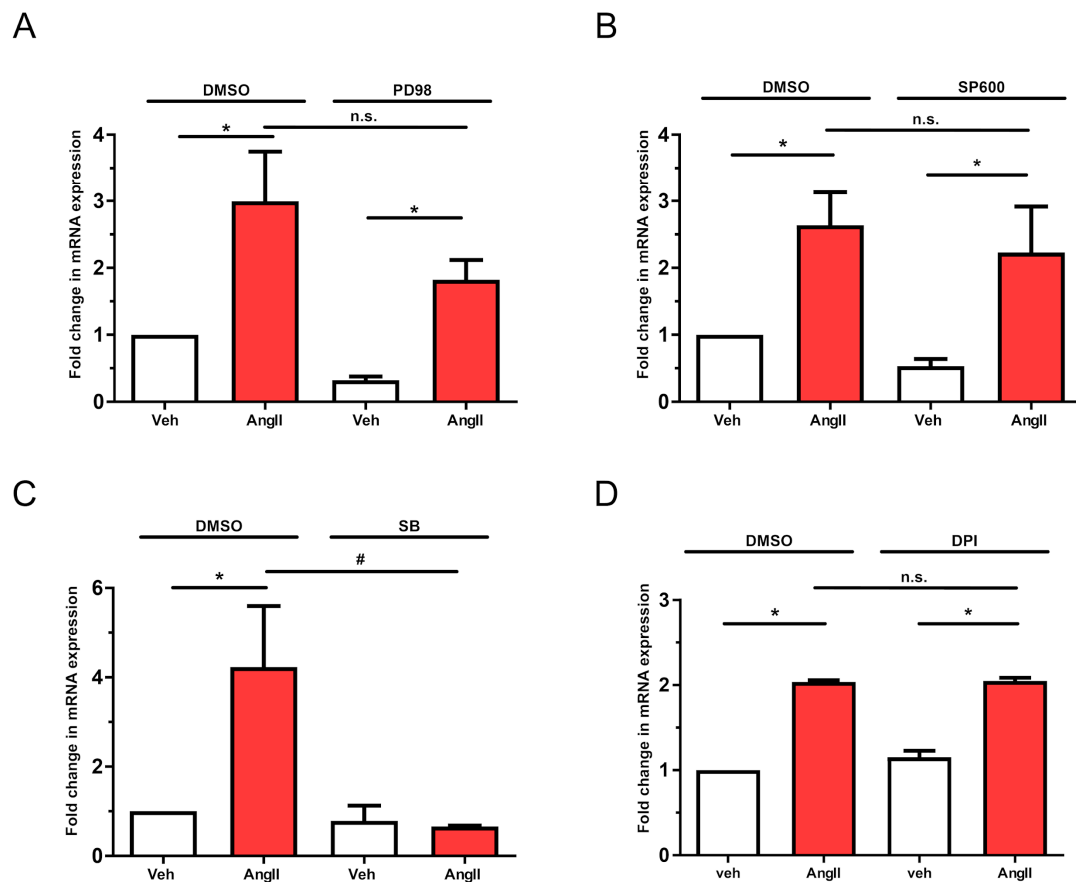 A
DMSO PD98
n.s.
*
*
Fold change in mRNA expression
4
3
2
1
0
Veh AngII Veh AngII
B
DMSO SP600
n.s.
*
*
Fold change in mRNA expression
4
3
2
1
0
Veh AngII Veh AngII
C
DMSO SB
#
*
Fold change in mRNA expression
6
4
2
0
Veh AngII Veh AngII
D
DMSO DPI
n.s.
* *
Fold change in mRNA expression
3
2
1
0
veh AngII veh AngII